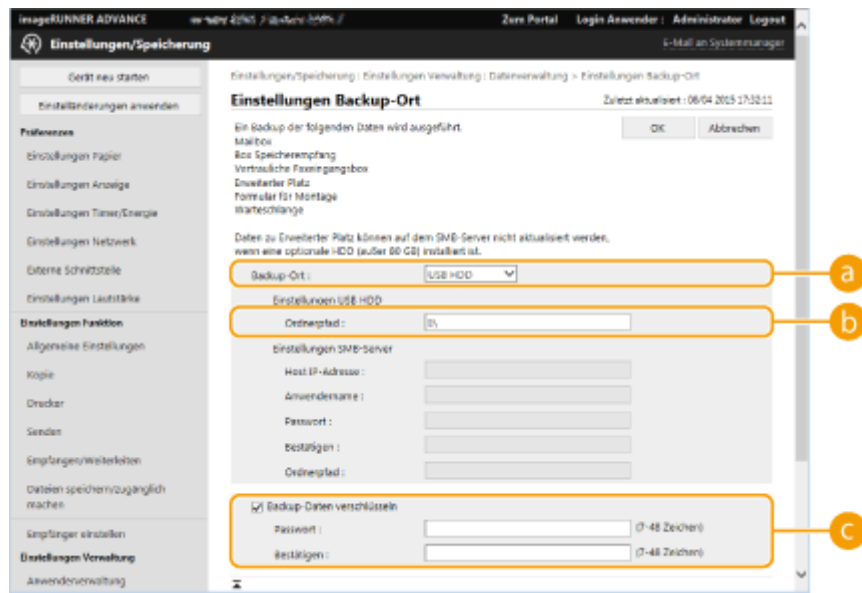 imageRUNNER ADVANCE
Zum Portal Login Anwender : Administrator Logout
Einstellungen/Speicherung
E-Mail an Systemmanager
Gerät neu starten
Einstelländerungen anwenden
Präferenzen
Einstellungen Papier
Einstellungen Anzeige
Einstellungen Timer/Energie
Einstellungen Netzwerk
Externe Schnittstelle
Einstellungen Lautstärke
Einstellungen Funktion
Allgemeine Einstellungen
Kopie
Drucker
Senden
Empfangen/Weiterleiten
Dateien speichern/zugänglich
machen
Empfänger einstellen
Einstellungen Verwaltung
Anwenderverwaltung
Einstellungen/Speicherung : Einstellungen Verwaltung : Datenverwaltung > Einstellungen Backup-Ort
Einstellungen Backup-Ort
Zuletzt aktualisiert : 08/04 2015 17:32:11
OK Abbrechen
Ein Backup der folgenden Daten wird ausgeführt.
Mailbox
Box Speicherempfang
Vertrauliche Faxeingangsbox
Erweiterter Platz
Formular für Montage
Warteschlange
Daten zu Erweiterter Platz können auf dem SMB-Server nicht aktualisiert werden,
wenn eine optionale HDD (außer 80 GB) installiert ist.
Backup-Ort : USB HDD
a
Einstellungen USB HDD
Ordnerpfad :
b
Einstellungen SMB-Server
Host IP-Adresse :
Anwendername :
Passwort :
Bestätigen :
Ordnerpfad :
Backup-Daten verschlüsseln
Passwort : (7-48 Zeichen)
c
Bestätigen : (7-48 Zeichen)